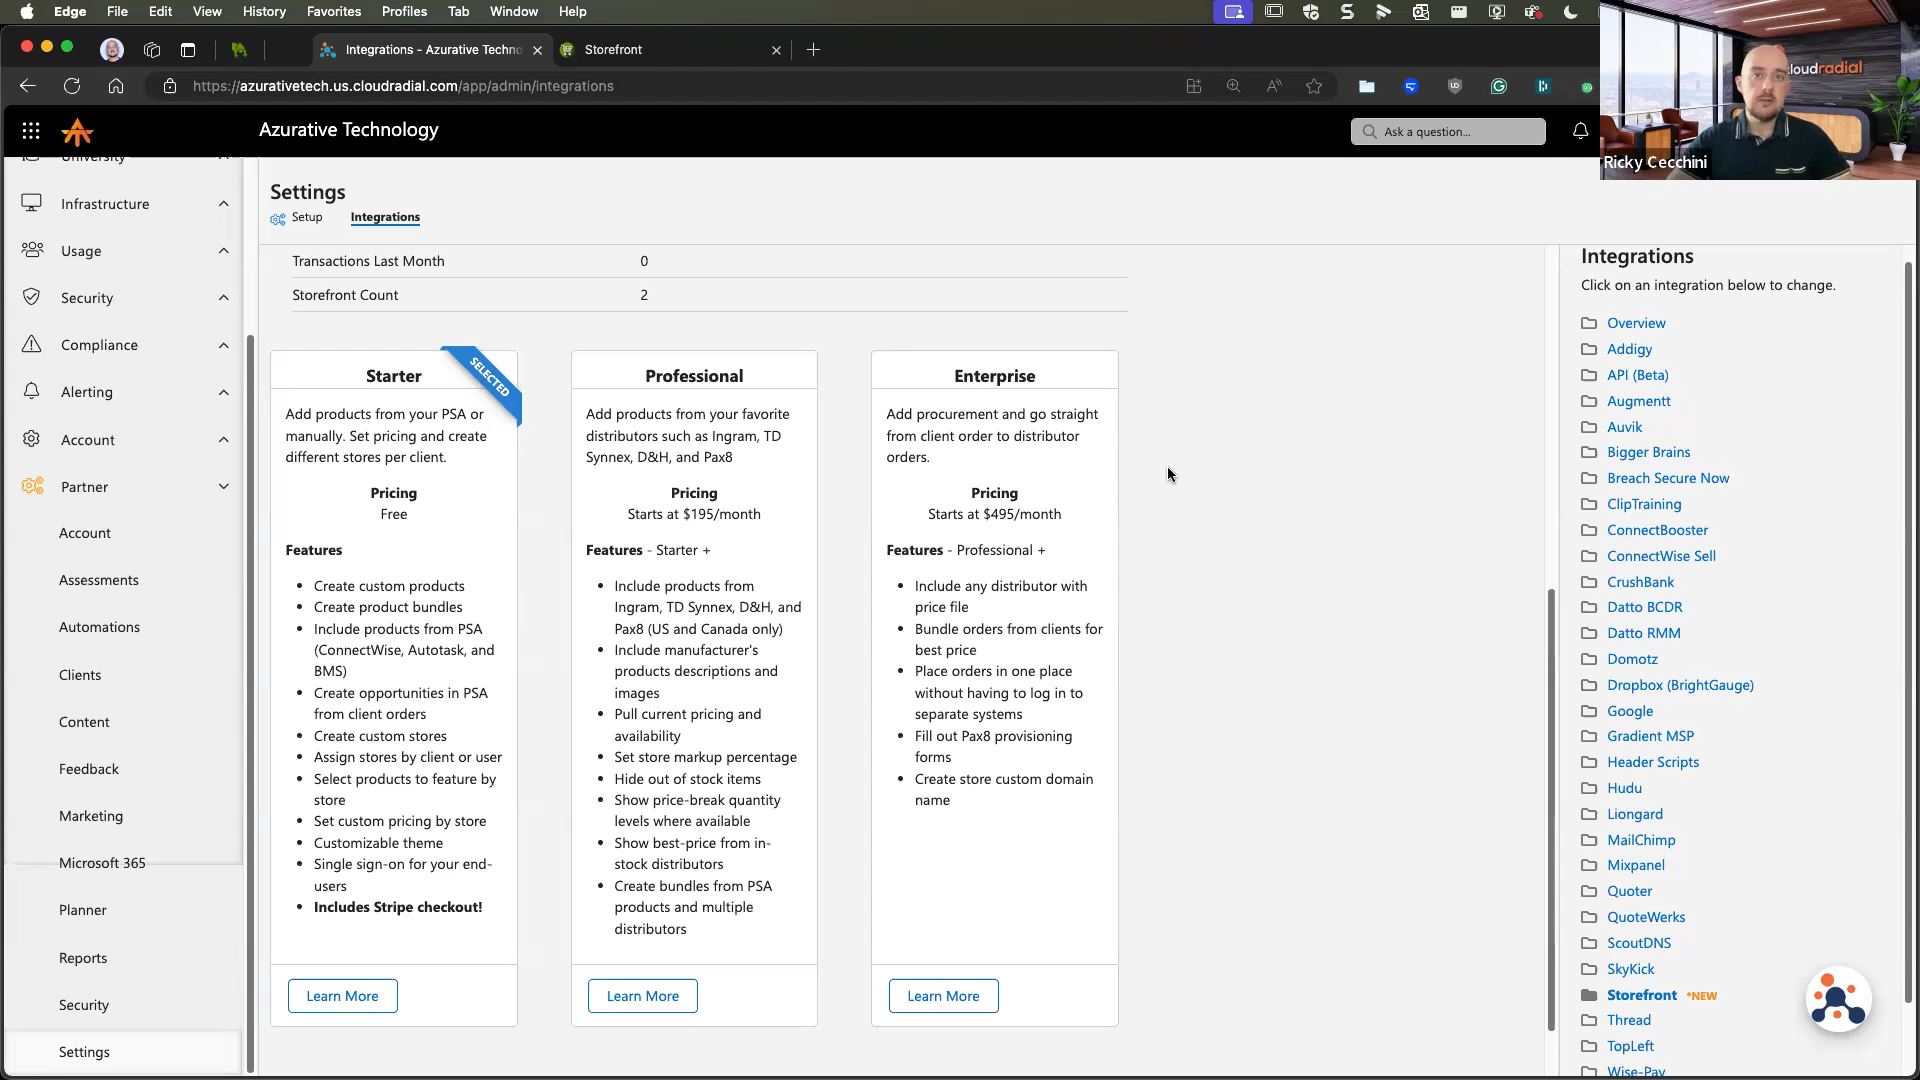 Edge File Edit View History Favorites Profiles Tab Window Help
Integrations - Azurative Techno
Storefront
https://azurativetech.us.cloudradial.com/app/admin/integrations
cloudradial
Ricky Cecchini
Azurative Technology
Ask a question...
University
Infrastructure
Usage
Security
Compliance
Alerting
Account
Partner
Account
Assessments
Automations
Clients
Content
Feedback
Marketing
Microsoft 365
Planner
Reports
Security
Settings
Settings
Setup
Integrations
Transactions Last Month 0
Storefront Count 2
Starter
SELECTED
Add products from your PSA or
manually. Set pricing and create
different stores per client.
Pricing
Free
Features
• Create custom products
• Create product bundles
• Include products from PSA
(ConnectWise, Autotask, and
BMS)
• Create opportunities in PSA
from client orders
• Create custom stores
• Assign stores by client or user
• Select products to feature by
store
• Set custom pricing by store
• Customizable theme
• Single sign-on for your end-
users
• Includes Stripe checkout!
Learn More
Professional
Add products from your favorite
distributors such as Ingram, TD
Synnex, D&H, and Pax8
Pricing
Starts at $195/month
Features - Starter +
• Include products from
Ingram, TD Synnex, D&H, and
Pax8 (US and Canada only)
• Include manufacturer's
products descriptions and
images
• Pull current pricing and
availability
• Set store markup percentage
• Hide out of stock items
• Show price-break quantity
levels where available
• Show best-price from in-
stock distributors
• Create bundles from PSA
products and multiple
distributors
Learn More
Enterprise
Add procurement and go straight
from client order to distributor
orders.
Pricing
Starts at $495/month
Features - Professional +
• Include any distributor with
price file
• Bundle orders from clients for
best price
• Place orders in one place
without having to log in to
separate systems
• Fill out Pax8 provisioning
forms
• Create store custom domain
name
Learn More
Integrations
Click on an integration below to change.
Overview
Addigy
API (Beta)
Augmentt
Auvik
Bigger Brains
Breach Secure Now
ClipTraining
ConnectBooster
ConnectWise Sell
CrushBank
Datto BCDR
Datto RMM
Domotz
Dropbox (BrightGauge)
Google
Gradient MSP
Header Scripts
Hudu
Liongard
MailChimp
Mixpanel
Quoter
QuoteWerks
ScoutDNS
SkyKick
Storefront *NEW
Thread
TopLeft
Wise-Pay